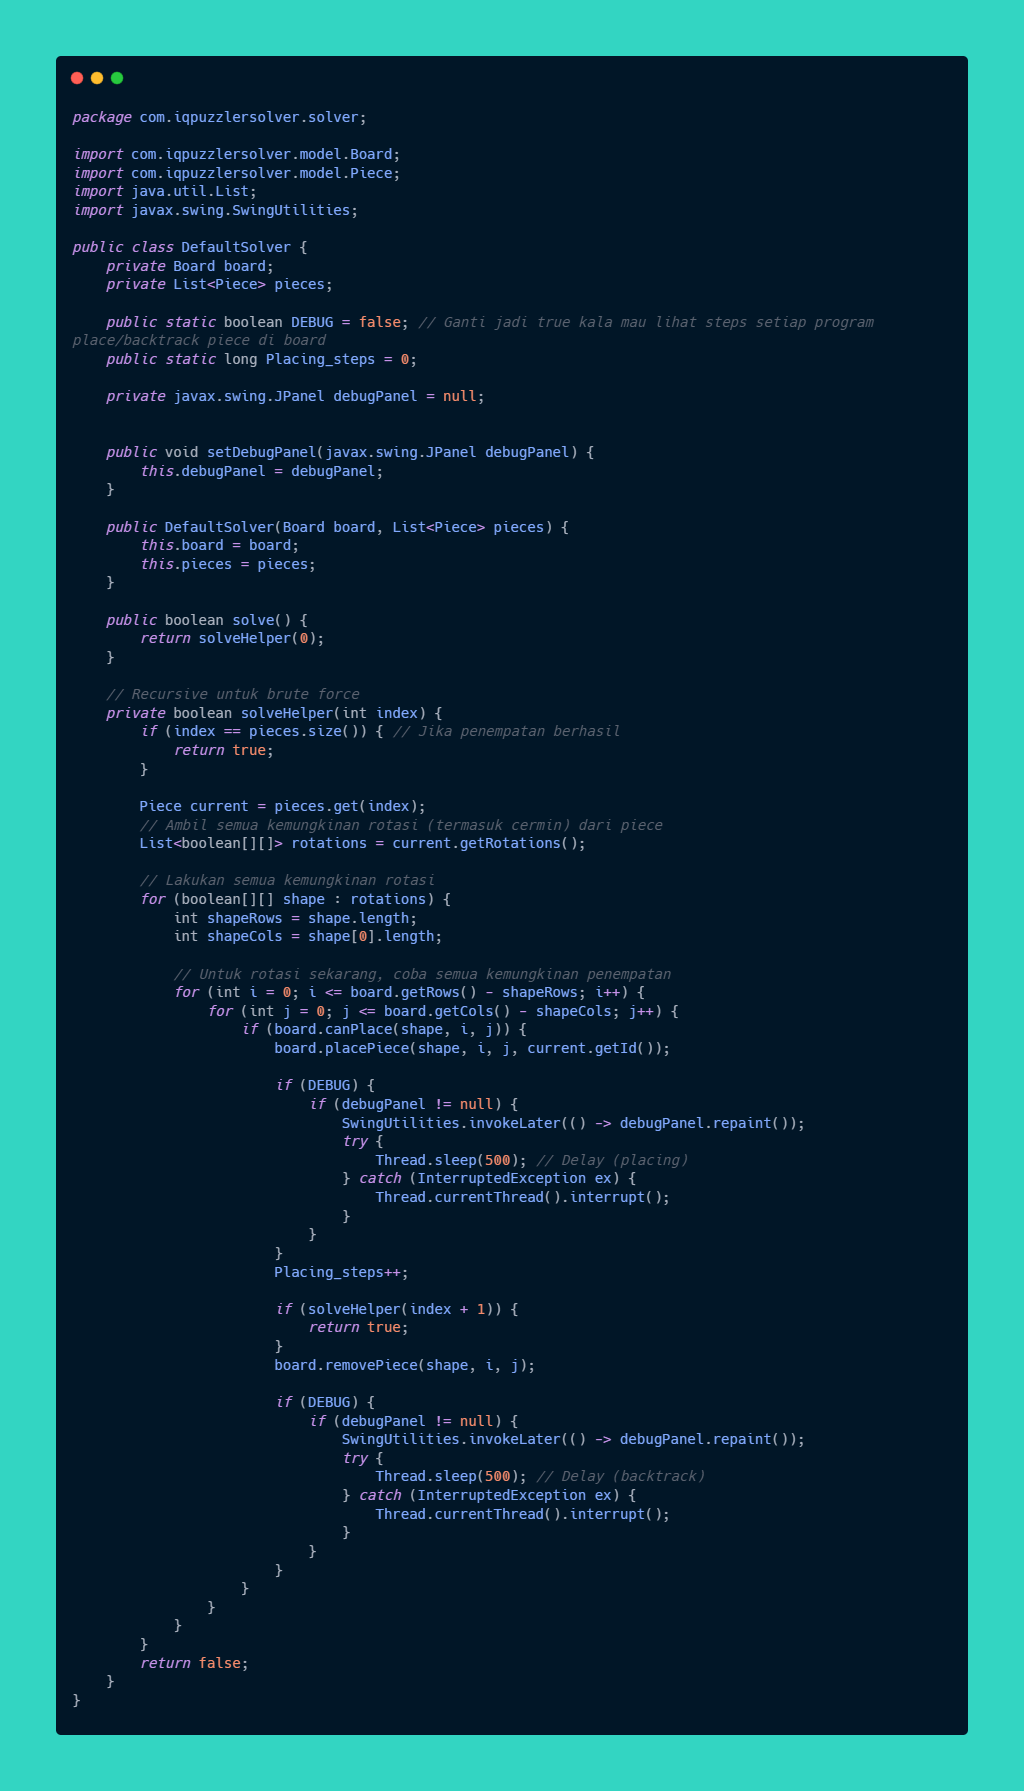 package com.iqpuzzlersolver.solver;

import com.iqpuzzlersolver.model.Board;
import com.iqpuzzlersolver.model.Piece;
import java.util.List;
import javax.swing.SwingUtilities;

public class DefaultSolver {
    private Board board;
    private List<Piece> pieces;

    public static boolean DEBUG = false; // Ganti jadi true kala mau lihat steps setiap program
place/backtrack piece di board
    public static long Placing_steps = 0;

    private javax.swing.JPanel debugPanel = null;


    public void setDebugPanel(javax.swing.JPanel debugPanel) {
        this.debugPanel = debugPanel;
    }

    public DefaultSolver(Board board, List<Piece> pieces) {
        this.board = board;
        this.pieces = pieces;
    }

    public boolean solve() {
        return solveHelper(0);
    }

    // Recursive untuk brute force
    private boolean solveHelper(int index) {
        if (index == pieces.size()) { // Jika penempatan berhasil
            return true;
        }

        Piece current = pieces.get(index);
        // Ambil semua kemungkinan rotasi (termasuk cermin) dari piece
        List<boolean[][]> rotations = current.getRotations();

        // Lakukan semua kemungkinan rotasi
        for (boolean[][] shape : rotations) {
            int shapeRows = shape.length;
            int shapeCols = shape[0].length;

            // Untuk rotasi sekarang, coba semua kemungkinan penempatan
            for (int i = 0; i <= board.getRows() - shapeRows; i++) {
                for (int j = 0; j <= board.getCols() - shapeCols; j++) {
                    if (board.canPlace(shape, i, j)) {
                        board.placePiece(shape, i, j, current.getId());

                        if (DEBUG) {
                            if (debugPanel != null) {
                                SwingUtilities.invokeLater(() -> debugPanel.repaint());
                                try {
                                    Thread.sleep(500); // Delay (placing)
                                } catch (InterruptedException ex) {
                                    Thread.currentThread().interrupt();
                                }
                            }
                        }
                        Placing_steps++;

                        if (solveHelper(index + 1)) {
                            return true;
                        }
                        board.removePiece(shape, i, j);

                        if (DEBUG) {
                            if (debugPanel != null) {
                                SwingUtilities.invokeLater(() -> debugPanel.repaint());
                                try {
                                    Thread.sleep(500); // Delay (backtrack)
                                } catch (InterruptedException ex) {
                                    Thread.currentThread().interrupt();
                                }
                            }
                        }
                    }
                }
            }
        }
        return false;
    }
}